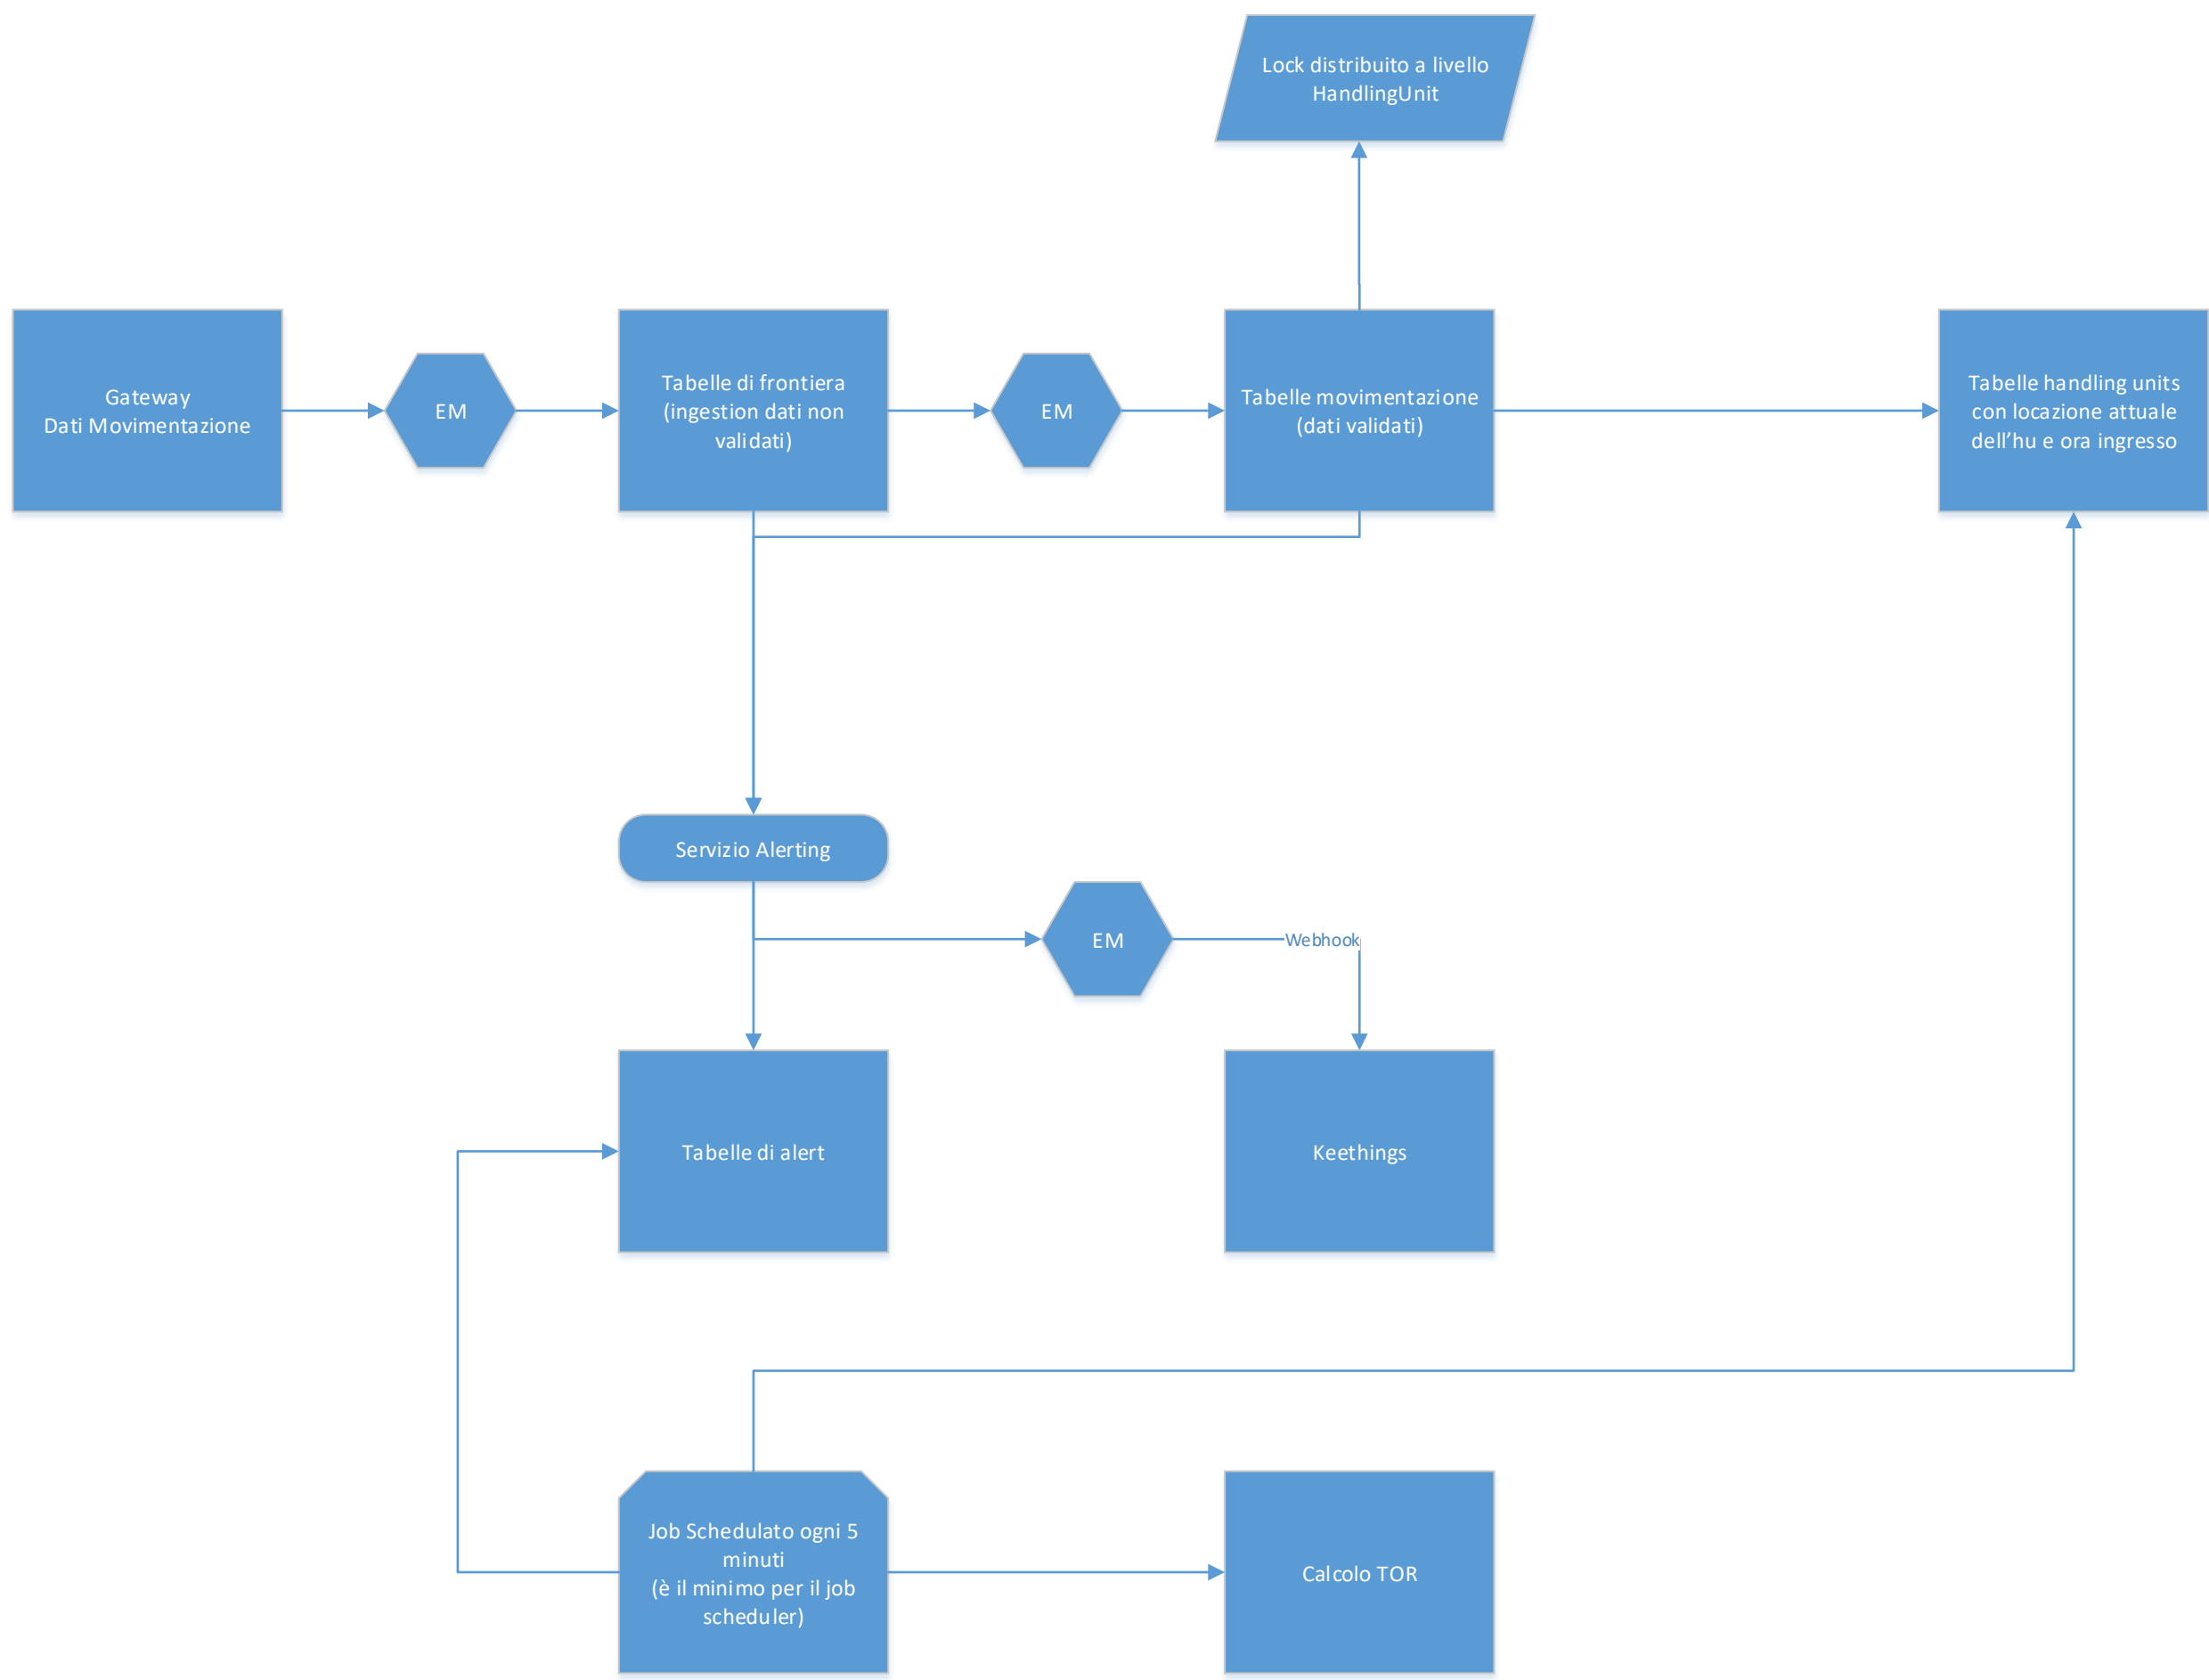 Lock distribuito a livello
HandlingUnit
Gateway
Dati Movimentazione
EM
Tabelle di frontiera
(ingestion dati non
validati)
EM
Tabelle movimentazione
(dati validati)
Tabelle handling units
con locazione attuale
dell’hu e ora ingresso
Servizio Alerting
EM
Webhook
Tabelle di alert
Keethings
Job Schedulato ogni 5
minuti
(è il minimo per il job
scheduler)
Calcolo TOR